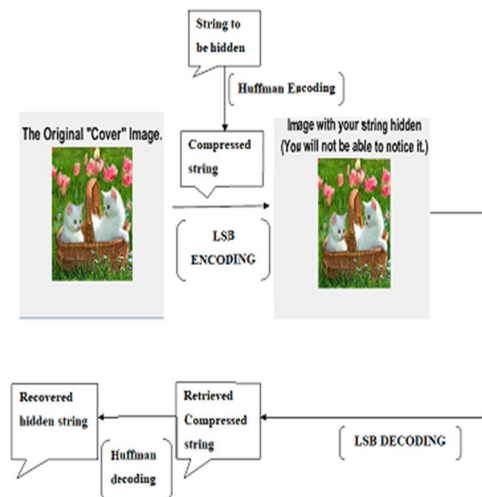 String to
be hidden
Huffman Encoding
The Original "Cover" Image.
Compressed
string
Image with your string hidden
(You will not be able to notice it.)
LSB
ENCODING
Recovered
hidden string
Huffman
decoding
Retrieved
Compressed
string
LSB DECODING